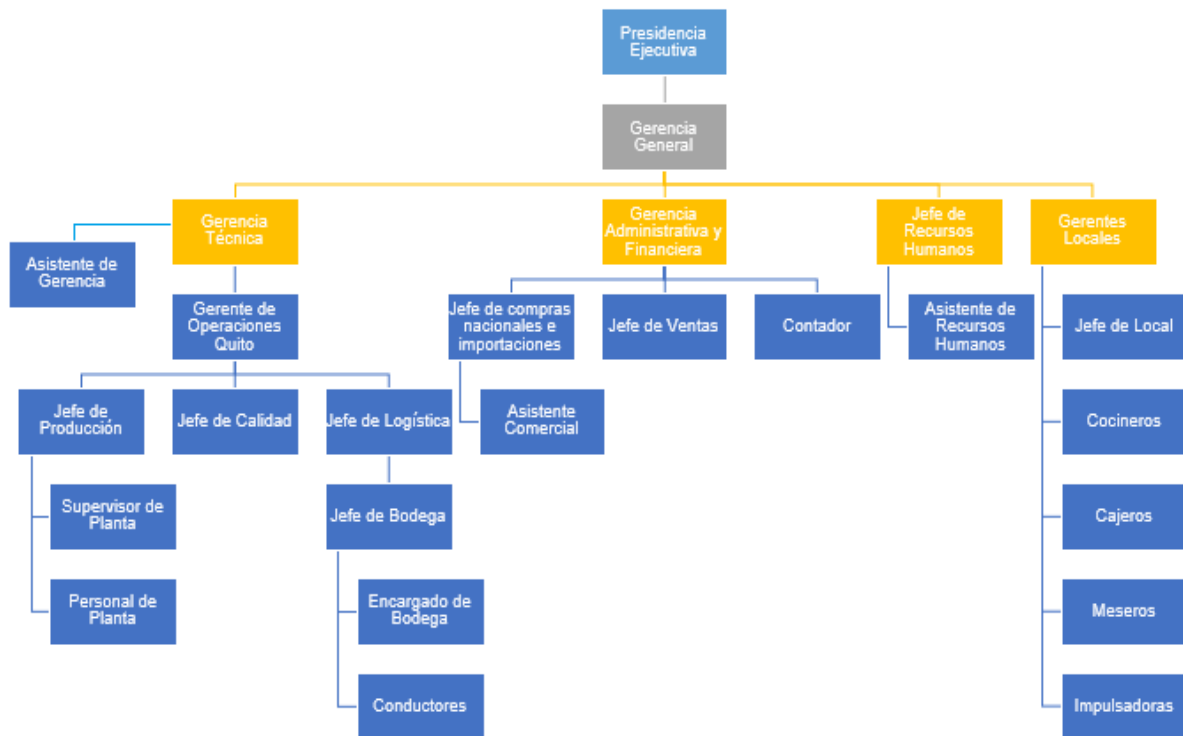 Presidencia
Ejecutiva
Gerencia
General
Gerencia
Técnica
Gerencia
Administrativa y
Financiera
Jefe de
Recursos
Humanos
Gerentes
Locales
Asistente de
Gerencia
Gerente de
Operaciones
Quito
Jefe de compras
nacionales e
importaciones
Jefe de Ventas
Contador
Asistente de
Recursos
Humanos
Jefe de Local
Jefe de
Producción
Jefe de Calidad
Jefe de Logística
Asistente
Comercial
Cocineros
Supervisor de
Planta
Jefe de Bodega
Cajeros
Personal de
Planta
Encargado de
Bodega
Meseros
Conductores
Impulsadoras